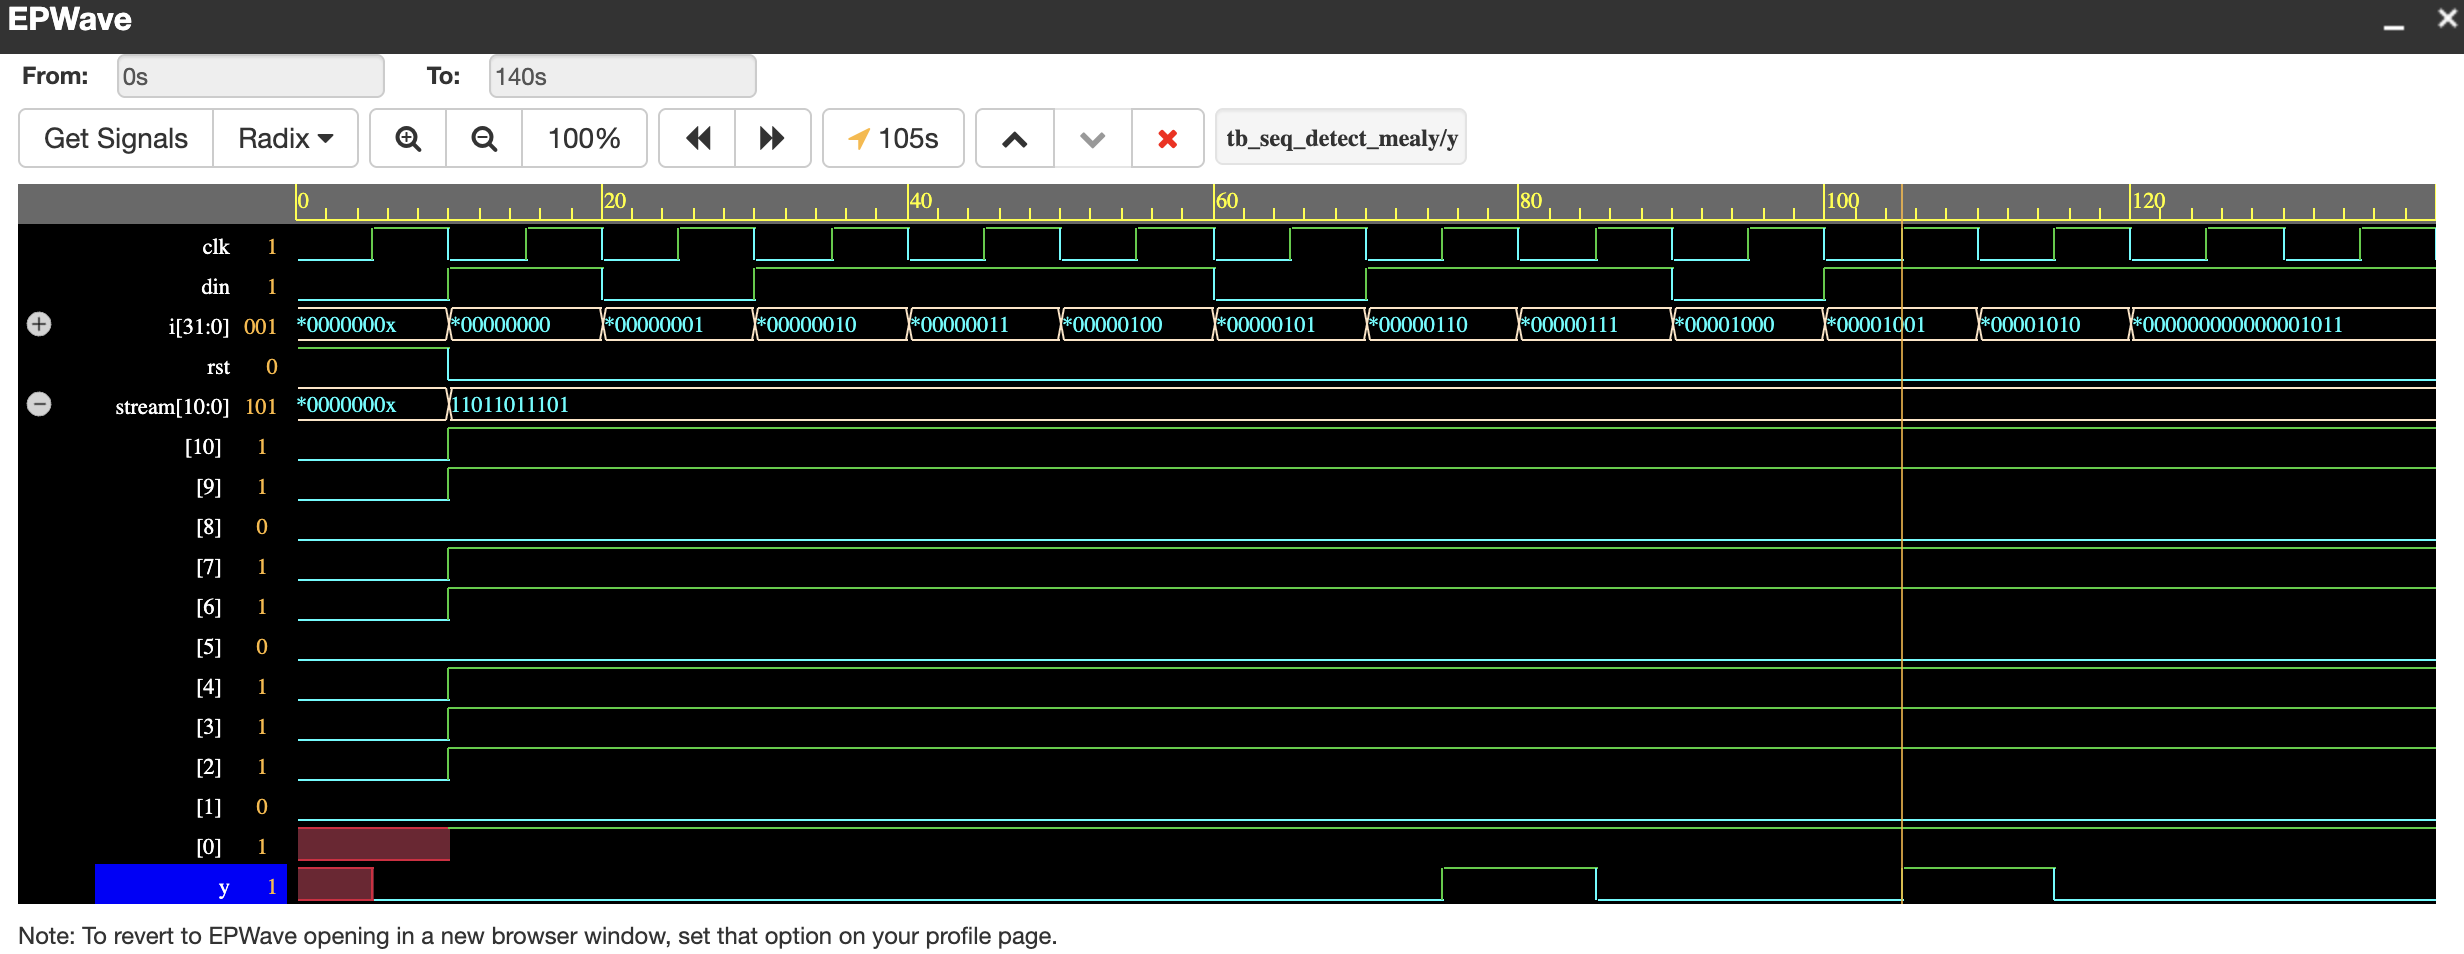 EPWave
From: 0s To: 140s
Get Signals Radix 100% 105s tb_seq_detect_mealy/y
0 20 40 60 80 100 120
clk 1
din 1
i[31:0] 001 *0000000x *00000000 *00000001 *00000010 *00000011 *00000100 *00000101 *00000110 *00000111 *00001000 *00001001 *00001010 *000000000000001011
rst 0
stream[10:0] 101 *0000000x 11011011101
[10] 1
[9] 1
[8] 0
[7] 1
[6] 1
[5] 0
[4] 1
[3] 1
[2] 1
[1] 0
[0] 1
y 1
Note: To revert to EPWave opening in a new browser window, set that option on your profile page.